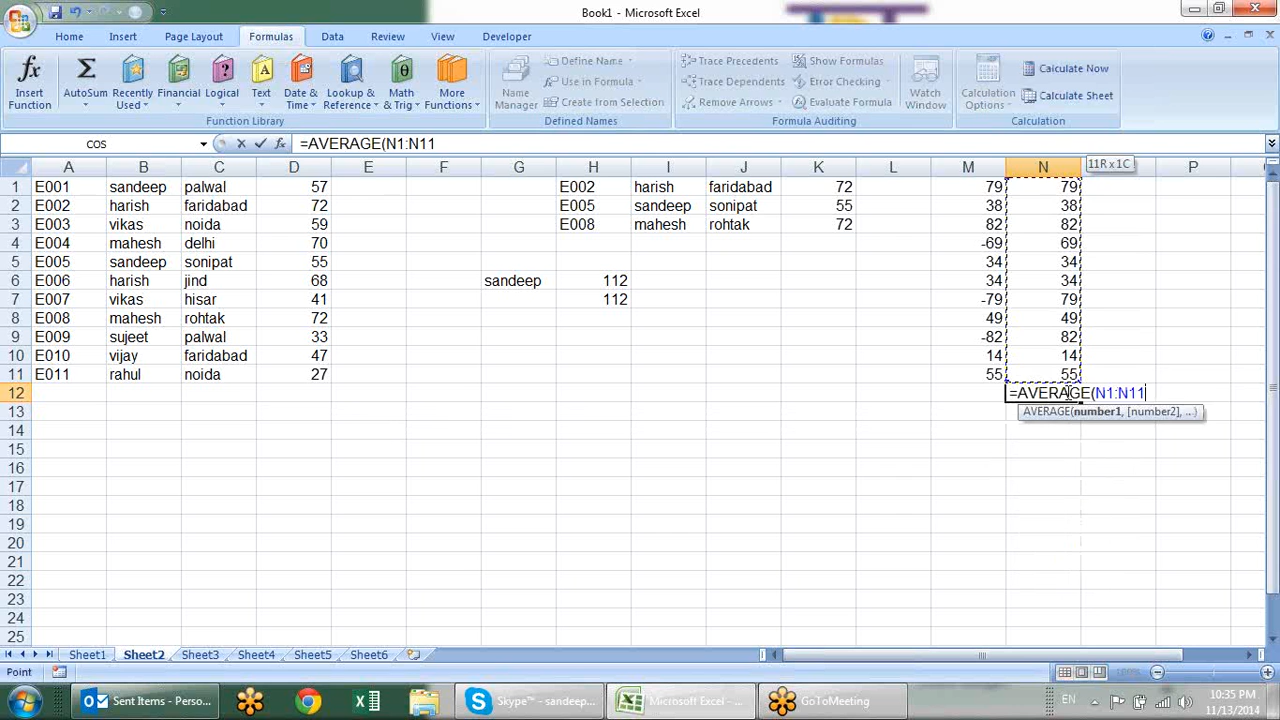 Book1 - Microsoft Excel
Home Insert Page Layout Formulas Data Review View Developer
Insert Function
AutoSum
Recently Used
Financial
Logical
Text
Date & Time
Lookup & Reference
Math & Trig
More Functions
Function Library
Name Manager
Define Name
Use in Formula
Create from Selection
Defined Names
Trace Precedents
Trace Dependents
Remove Arrows
Show Formulas
Error Checking
Evaluate Formula
Formula Auditing
Watch Window
Calculation Options
Calculate Now
Calculate Sheet
Calculation
COS =AVERAGE(N1:N11
A B C D E F G H I J K L M N P
11R x 1C
1 E001 sandeep palwal 57 E002 harish faridabad 72 79 79
2 E002 harish faridabad 72 E005 sandeep sonipat 55 38 38
3 E003 vikas noida 59 E008 mahesh rohtak 72 82 82
4 E004 mahesh delhi 70 -69 69
5 E005 sandeep sonipat 55 34 34
6 E006 harish jind 68 sandeep 112 34 34
7 E007 vikas hisar 41 112 -79 79
8 E008 mahesh rohtak 72 49 49
9 E009 sujeet palwal 33 -82 82
10 E010 vijay faridabad 47 14 14
11 E011 rahul noida 27 55 55
12 =AVERAGE(N1:N11
AVERAGE(number1, [number2], ...)
13
14
15
16
17
18
19
20
21
22
23
24
25
Sheet1 Sheet2 Sheet3 Sheet4 Sheet5 Sheet6
Point
Sent Items - Perso...
Skype™ - sandeep...
Microsoft Excel - ...
GoToMeeting
EN
10:35 PM
11/13/2014